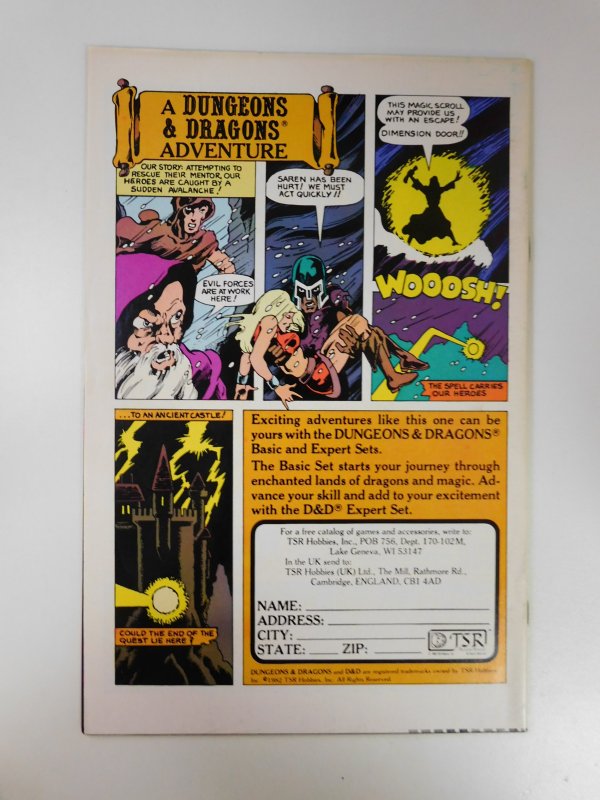 A DUNGEONS
& DRAGONS®
ADVENTURE
OUR STORY: ATTEMPTING TO
RESCUE THEIR MENTOR, OUR
HEROES ARE CAUGHT BY A
SUDDEN AVALANCHE!
EVIL FORCES
ARE AT WORK
HERE!
SAREN HAS BEEN
HURT! WE MUST
ACT QUICKLY!!
THIS MAGIC SCROLL
MAY PROVIDE US
WITH AN ESCAPE!
DIMENSION DOOR!!
WOOOSH!
THE SPELL CARRIES
OUR HEROES
...TO AN ANCIENT CASTLE!
COULD THE END OF THE
QUEST LIE HERE?
Exciting adventures like this one can be
yours with the DUNGEONS & DRAGONS®
Basic and Expert Sets.
The Basic Set starts your journey through
enchanted lands of dragons and magic. Ad-
vance your skill and add to your excitement
with the D&D® Expert Set.
For a free catalog of games and accessories, write to:
TSR Hobbies, Inc., POB 756, Dept. 170-102M,
Lake Geneva, WI 53147
In the UK send to:
TSR Hobbies (UK) Ltd., The Mill, Rathmore Rd.,
Cambridge, ENGLAND, CB1 4AD
NAME:
ADDRESS:
CITY:
STATE: ZIP:
TSR
DUNGEONS & DRAGONS and D&D are registered trademarks owned by TSR Hobbies
Inc. ©1982 TSR Hobbies, Inc. All Rights Reserved.